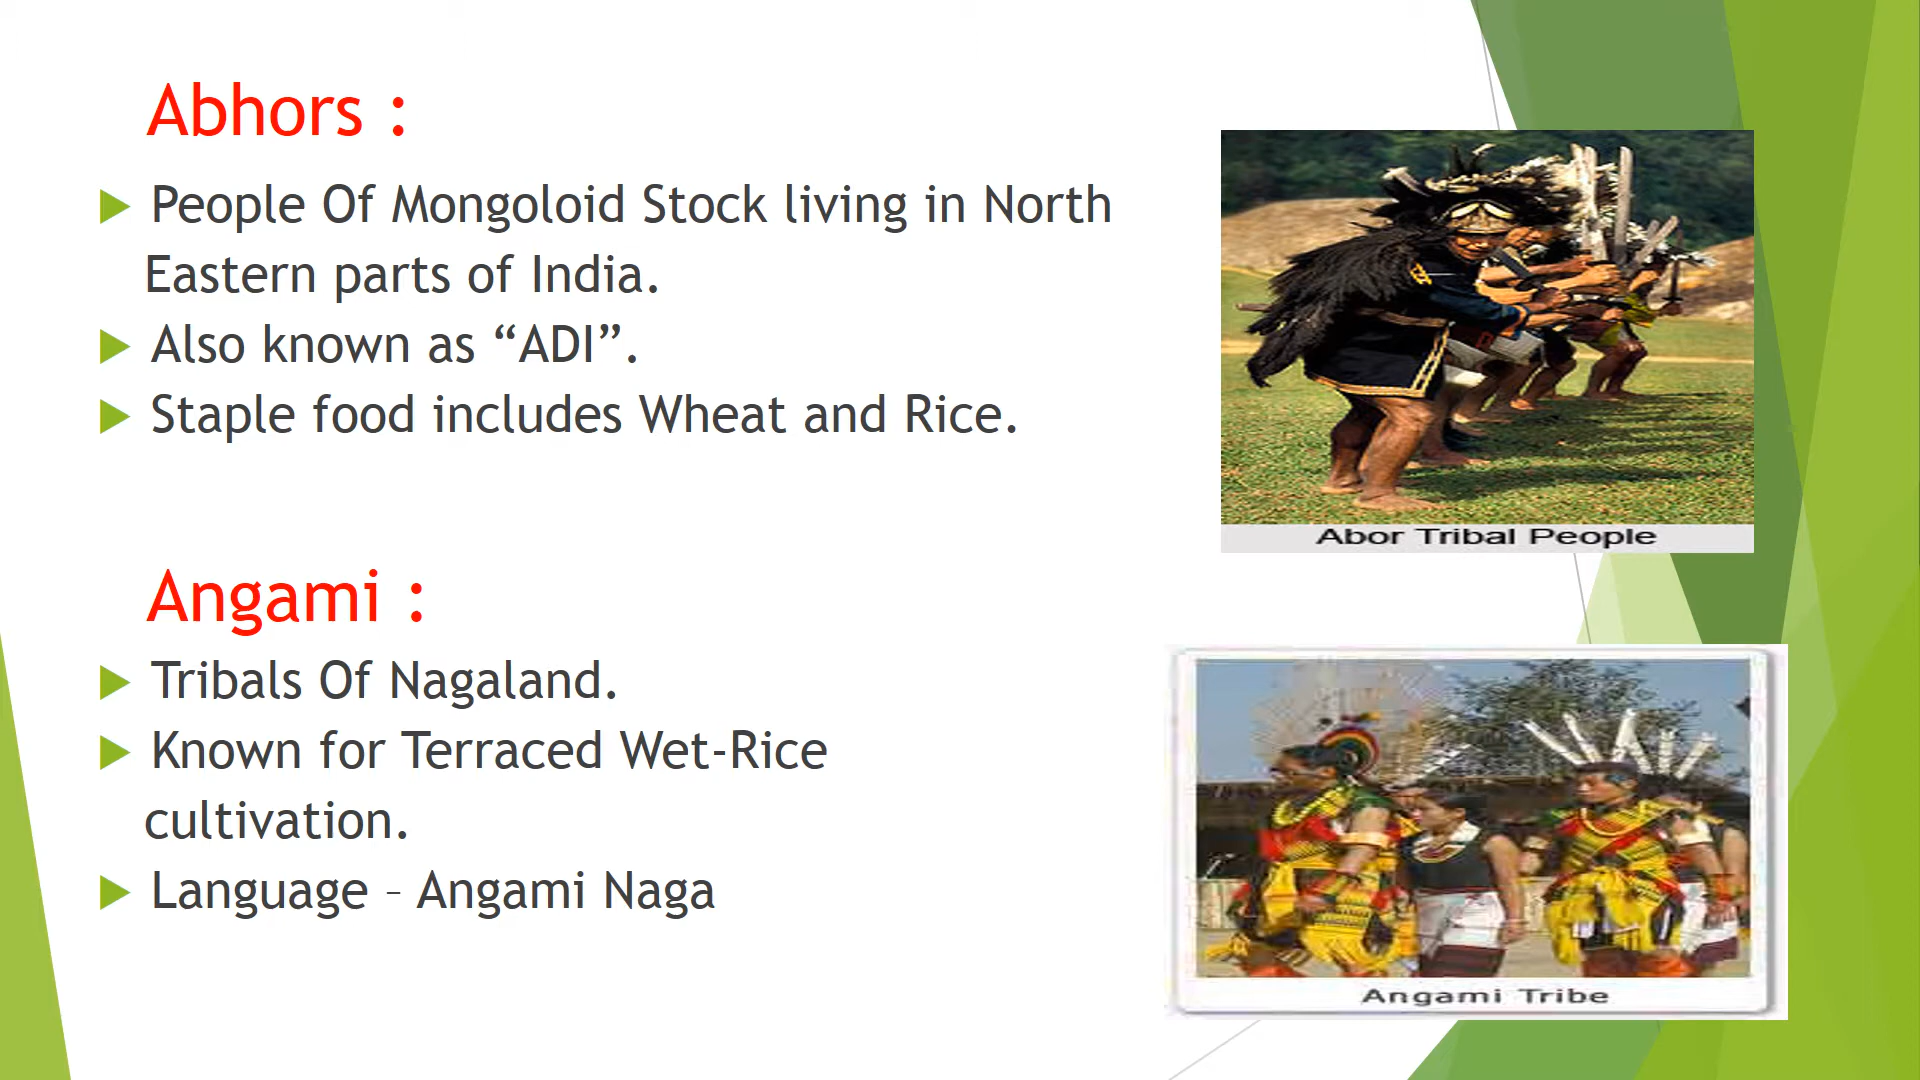 Abhors :
People Of Mongoloid Stock living in North
Eastern parts of India.
Also known as “ADI”.
Staple food includes Wheat and Rice.
Abor Tribal People
Angami :
Tribals Of Nagaland.
Known for Terraced Wet-Rice
cultivation.
Language – Angami Naga
Angami Tribe